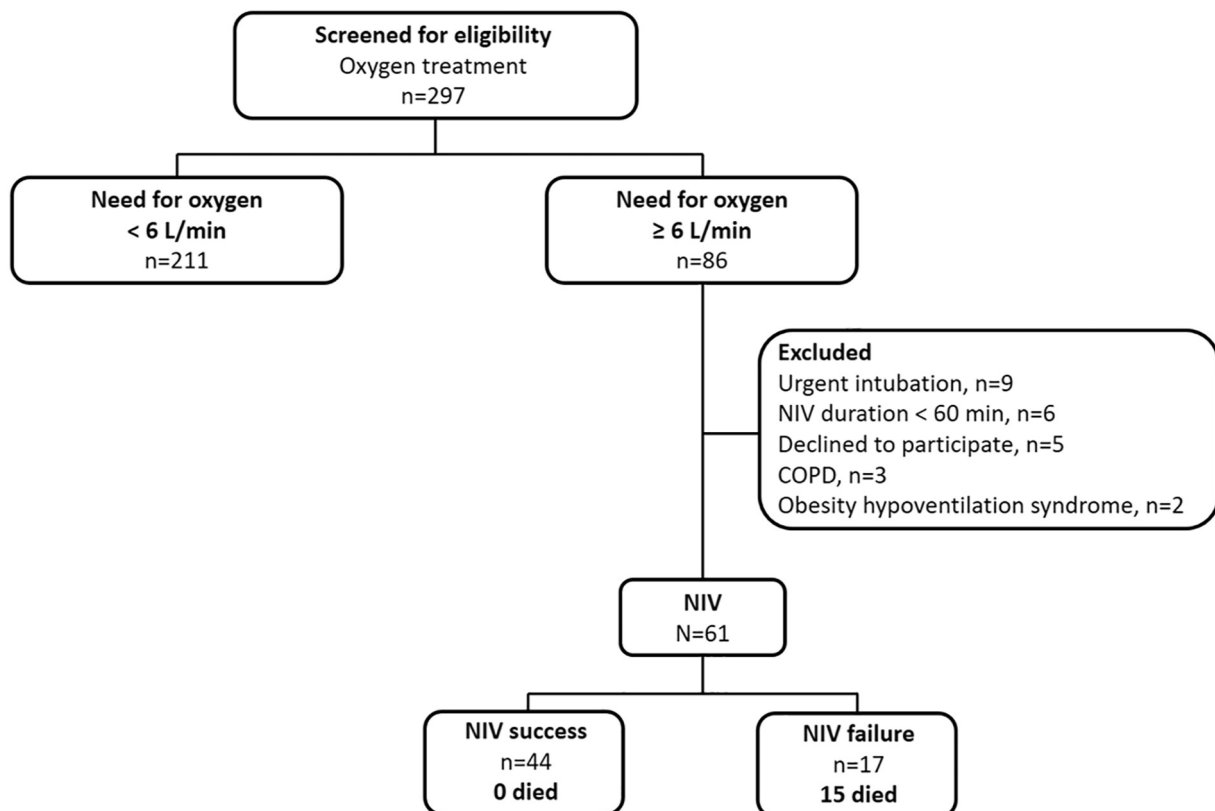 Screened for eligibility
Oxygen treatment
n=297
Need for oxygen
< 6 L/min
n=211
Need for oxygen
≥ 6 L/min
n=86
Excluded
Urgent intubation, n=9
NIV duration < 60 min, n=6
Declined to participate, n=5
COPD, n=3
Obesity hypoventilation syndrome, n=2
NIV
N=61
NIV success
n=44
0 died
NIV failure
n=17
15 died